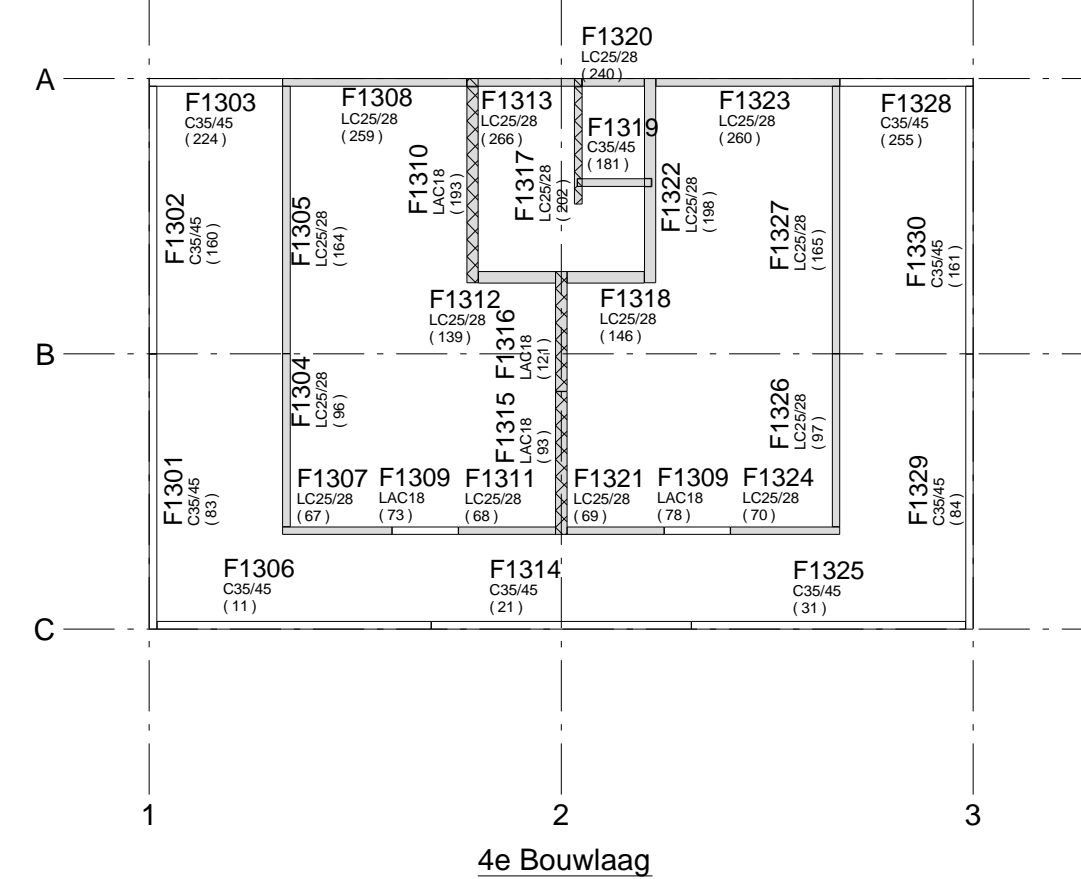 F1320
LC25/28
( 240 )
A
F1303
C35/45
( 224 )
F1308
LC25/28
( 259 )
F1313
LC25/28
( 266 )
F1319
C35/45
( 181 )
F1323
LC25/28
( 260 )
F1328
C35/45
( 255 )
F1302
C35/45
( 160 )
F1305
LC25/28
( 164 )
F1310
LAC18
( 193 )
F1317
LC25/28
( 202 )
F1322
LC25/28
( 198 )
F1327
LC25/28
( 165 )
F1330
C35/45
( 161 )
F1312
LC25/28
( 139 )
F1316
LAC18
( 121 )
F1318
LC25/28
( 146 )
B
F1304
LC25/28
( 96 )
F1315
LAC18
( 93 )
F1326
LC25/28
( 97 )
F1301
C35/45
( 83 )
F1307
LC25/28
( 67 )
F1309
LAC18
( 73 )
F1311
LC25/28
( 68 )
F1321
LC25/28
( 69 )
F1309
LAC18
( 78 )
F1324
LC25/28
( 70 )
F1329
C35/45
( 84 )
F1306
C35/45
( 11 )
F1314
C35/45
( 21 )
F1325
C35/45
( 31 )
C
1
2
3
4e Bouwlaag